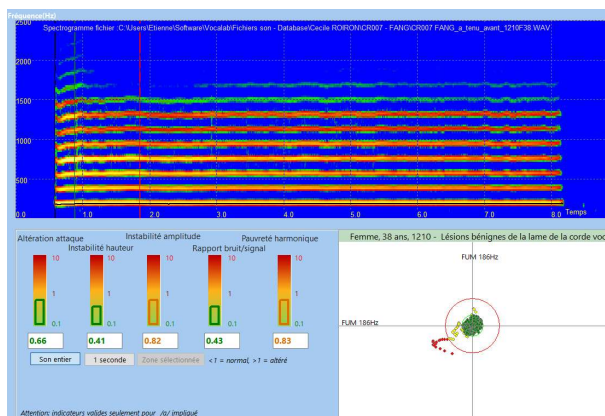 Fréquence(Hz)
2500
Spectrogramme fichier :C:\Users\Etienne\Software\Vocalab\Fichiers son - Database\Cecile ROIRON\CR007 - FANG\CR007 FANG_a_tenu_avant_1210F38.WAV
2000
1500
1000
500
0.0 1.0 2.0 3.0 4.0 5.0 6.0 7.0 8.0
Temps
Altération attaque Instabilité amplitude Pauvreté harmonique
Instabilité hauteur Rapport bruit/signal
10 10 10 10 10
1 1 1 1 1
0.1 0.1 0.1 0.1 0.1
0.66 0.41 0.82 0.43 0.83
Son entier 1 seconde Zone sélectionnée <1 = normal, >1 = altéré
Attention: indicateurs valides seulement pour /a/ impliqué
Femme, 38 ans, 1210 - Lésions bénignes de la lame de la corde voc
FUM 186Hz
FUM 186Hz